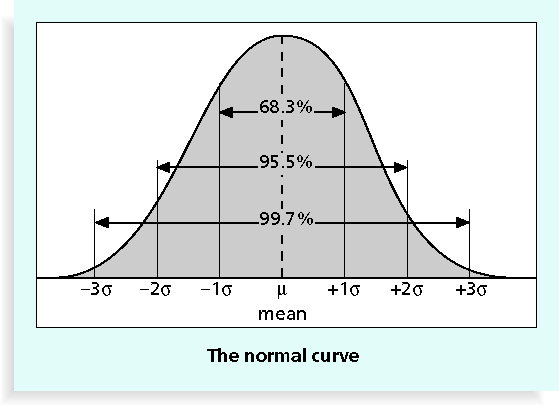 68.3%
95.5%
99.7%
−3σ −2σ −1σ μ +1σ +2σ +3σ
mean
The normal curve